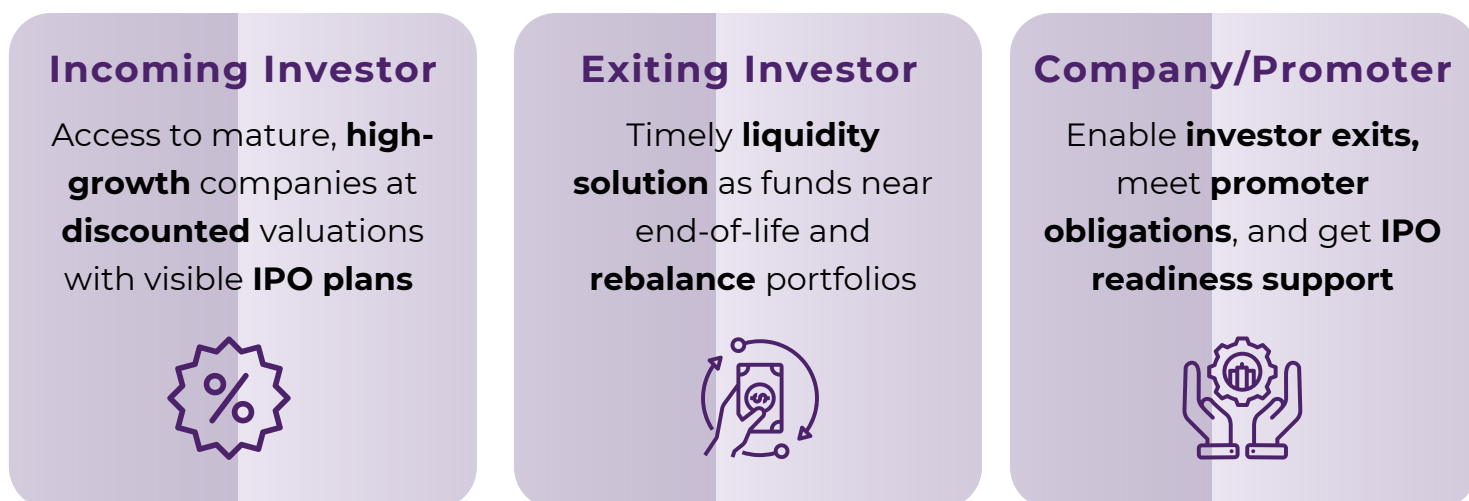 Incoming Investor
Access to mature, high-
growth companies at
discounted valuations
with visible IPO plans
Exiting Investor
Timely liquidity
solution as funds near
end-of-life and
rebalance portfolios
Company/Promoter
Enable investor exits,
meet promoter
obligations, and get IPO
readiness support